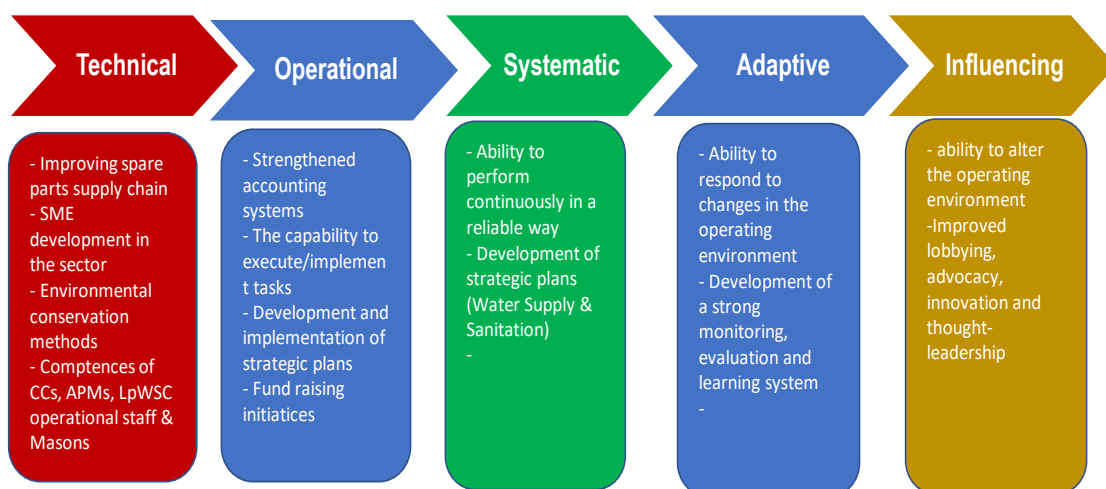 Technical
Operational
Systematic
Adaptive
Influencing
- Improving spare
parts supply chain
- SME
development in
the sector
- Environmental
conservation
methods
- Comptences of
CCs, APMs, LpWSC
operational staff &
Masons
- Strengthened
accounting
systems
- The capability to
execute/implemen
t tasks
- Development and
implementation of
strategic plans
- Fund raising
initiatices
- Ability to
perform
continuously in a
reliable way
- Development of
strategic plans
(Water Supply &
Sanitation)
-
- Ability to
respond to
changes in the
operating
environment
- Development of
a strong
monitoring,
evaluation and
learning system
-
- ability to alter
the operating
environment
-Improved
lobbying,
advocacy,
innovation and
thought-
leadership